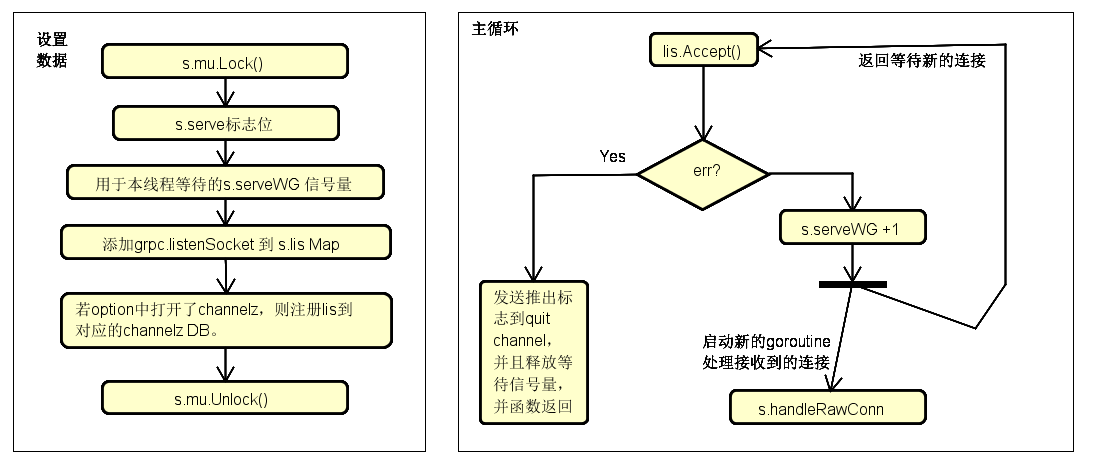 设置
数据
s.mu.Lock()
s.serve标志位
用于本线程等待的s.serveWG 信号量
添加grpc.listenSocket 到 s.lis Map
若option中打开了channelz，则注册lis到
对应的channelz DB。
s.mu.Unlock()
主循环
lis.Accept()
返回等待新的连接
Yes
err?
s.serveWG +1
发送推出标
志到quit
channel，
并且释放等
待信号量，
并函数返回
启动新的goroutine
处理接收到的连接
s.handleRawConn